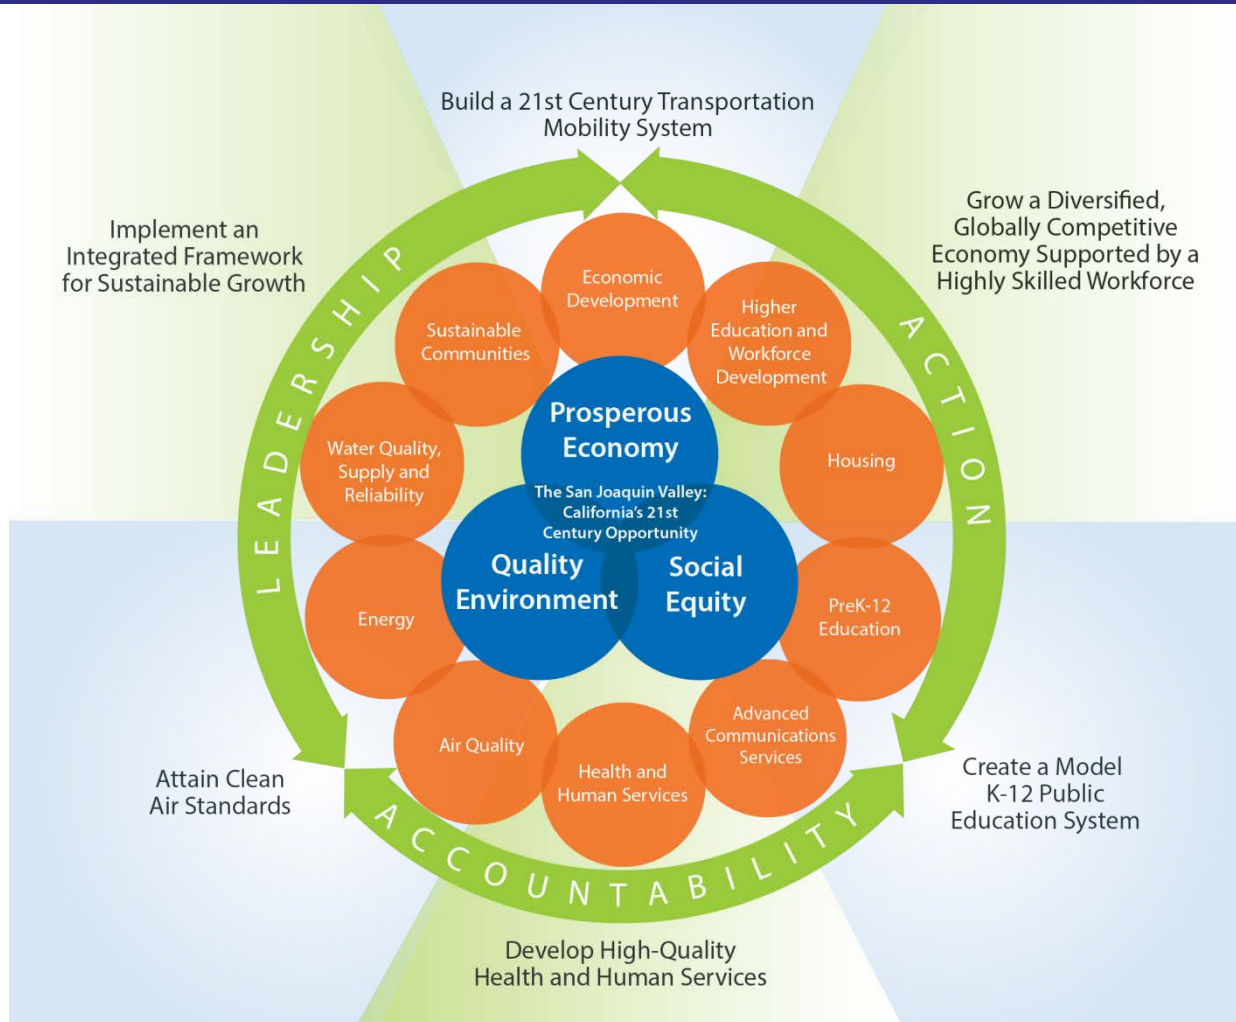 Build a 21st Century Transportation
Mobility System
Implement an
Integrated Framework
for Sustainable Growth
Grow a Diversified,
Globally Competitive
Economy Supported by a
Highly Skilled Workforce
LEADERSHIP
ACTION
Economic
Development
Sustainable
Communities
Higher
Education and
Workforce
Development
Prosperous
Economy
Water Quality,
Supply and
Reliability
Housing
The San Joaquin Valley:
California's 21st
Century Opportunity
Quality
Environment
Social
Equity
Energy
PreK-12
Education
Air Quality
Advanced
Communications
Services
Health and
Human Services
Attain Clean
Air Standards
Create a Model
K-12 Public
Education System
ACCOUNTABILITY
Develop High-Quality
Health and Human Services